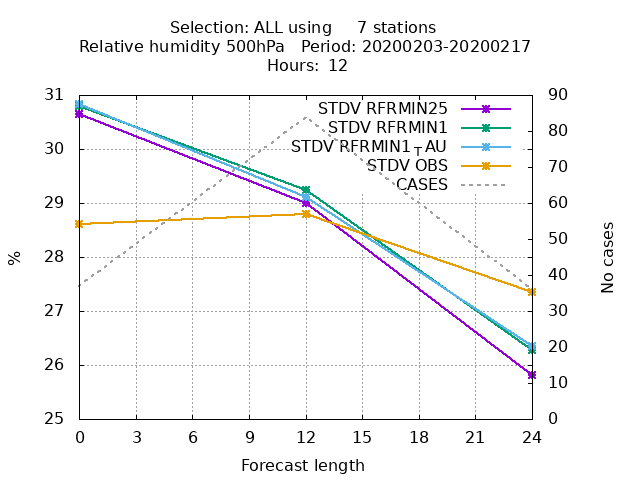 Selection: ALL using     7 stations
Relative humidity 500hPa   Period: 20200203-20200217
Hours:  12
31
30
29
28
27
26
25
%
90
80
70
60
50
40
30
20
10
0
No cases
STDV RFRMIN25
STDV RFRMIN1
STDV RFRMIN1TAU
STDV OBS
CASES
0 3 6 9 12 15 18 21 24
Forecast length